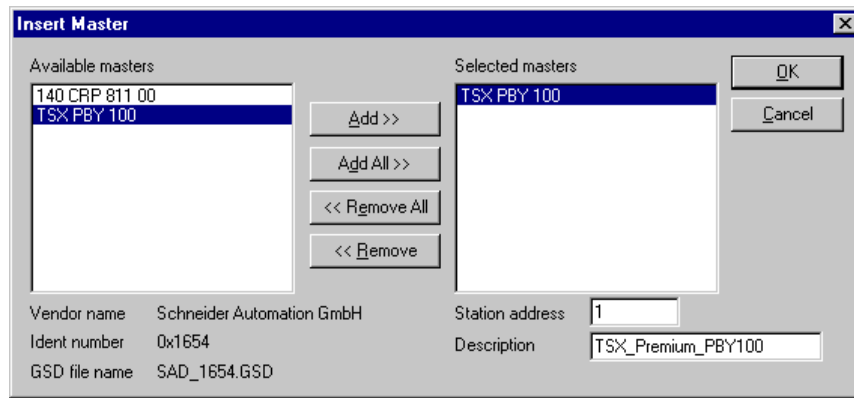 Insert Master
Available masters
140 CRP 811 00
TSX PBY 100
Add >>
Add All >>
<< Remove All
<< Remove
Selected masters
TSX PBY 100
OK
Cancel
Vendor name Schneider Automation GmbH
Ident number 0x1654
GSD file name SAD_1654.GSD
Station address 1
Description TSX_Premium_PBY100